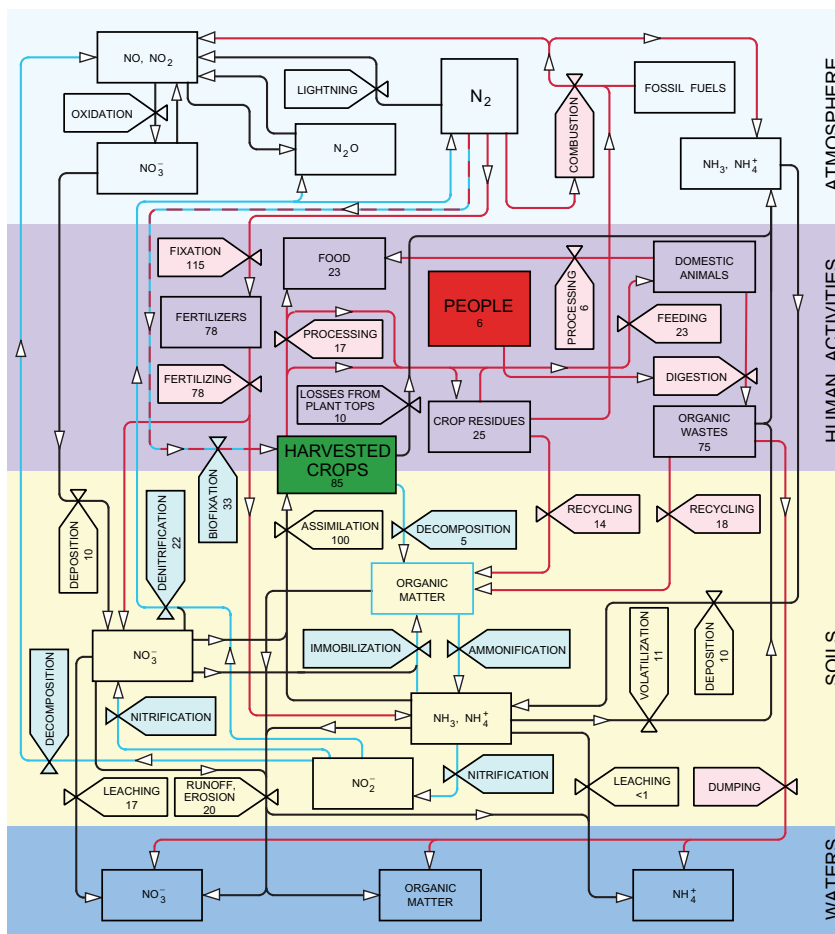 NO, NO₂
OXIDATION
NO₃⁻
LIGHTNING
N₂O
N₂
COMBUSTION
FOSSIL FUELS
NH₃, NH₄⁺
ATMOSPHERE
FIXATION
115
FERTILIZERS
78
FERTILIZING
78
FOOD
23
PROCESSING
17
LOSSES FROM
PLANT TOPS
10
PEOPLE
6
PROCESSING
6
DOMESTIC
ANIMALS
FEEDING
23
DIGESTION
CROP RESIDUES
25
ORGANIC
WASTES
75
HARVESTED
CROPS
85
HUMAN ACTIVITIES
DEPOSITION
10
DENITRIFICATION
22
BIOFIXATION
33
ASSIMILATION
100
DECOMPOSITION
5
RECYCLING
14
RECYCLING
18
ORGANIC
MATTER
NO₃⁻
IMMOBILIZATION
AMMONIFICATION
VOLATILIZATION
11
DEPOSITION
10
DECOMPOSITION
NITRIFICATION
NH₃, NH₄⁺
SOILS
LEACHING
17
RUNOFF,
EROSION
20
NO₂⁻
NITRIFICATION
LEACHING
<1
DUMPING
NO₃⁻
ORGANIC
MATTER
NH₄⁺
WATERS